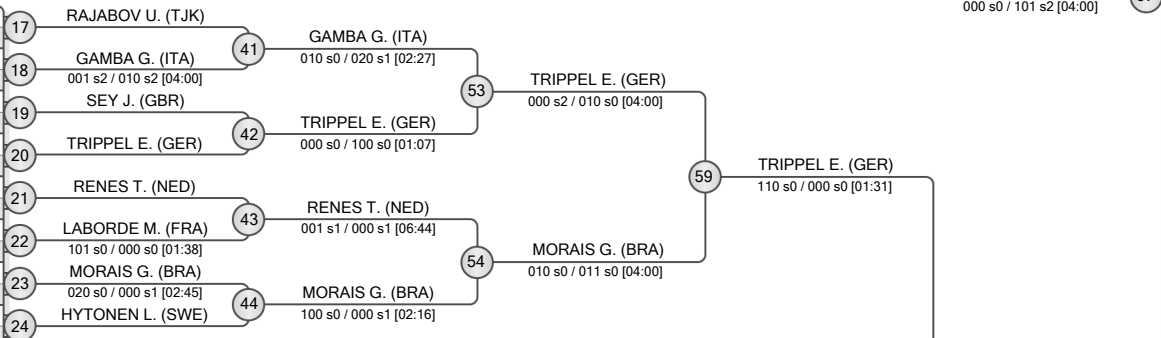 000 s0 / 101 s2 [04:00]
17
RAJABOV U. (TJK)
41
GAMBA G. (ITA)
010 s0 / 020 s1 [02:27]
18
GAMBA G. (ITA)
001 s2 / 010 s2 [04:00]
53
TRIPPEL E. (GER)
000 s2 / 010 s0 [04:00]
19
SEY J. (GBR)
42
TRIPPEL E. (GER)
000 s0 / 100 s0 [01:07]
20
TRIPPEL E. (GER)
59
TRIPPEL E. (GER)
110 s0 / 000 s0 [01:31]
21
RENES T. (NED)
43
RENES T. (NED)
001 s1 / 000 s1 [06:44]
22
LABORDE M. (FRA)
101 s0 / 000 s0 [01:38]
54
MORAIS G. (BRA)
010 s0 / 011 s0 [04:00]
23
MORAIS G. (BRA)
020 s0 / 000 s1 [02:45]
44
MORAIS G. (BRA)
100 s0 / 000 s1 [02:16]
24
HYTONEN L. (SWE)